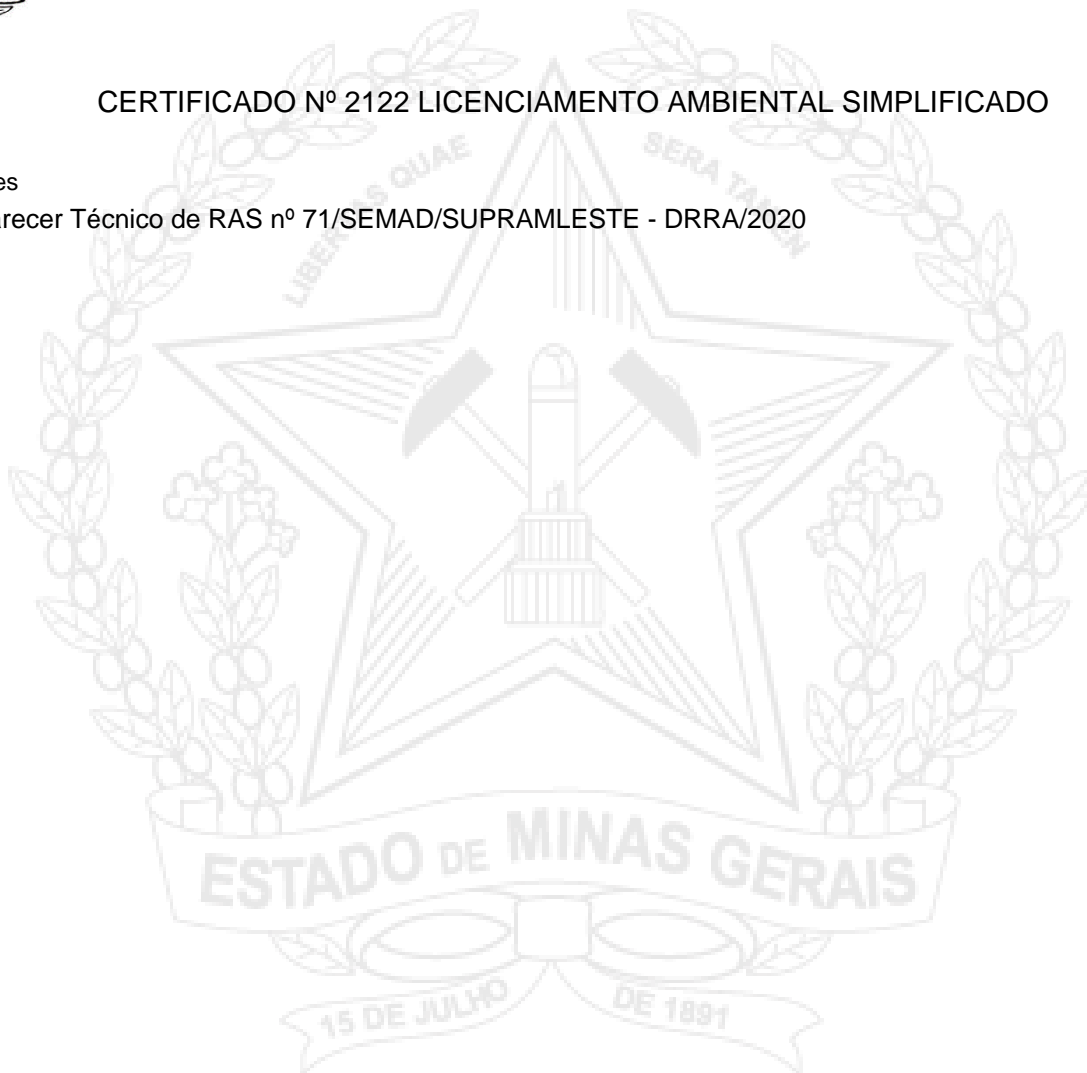 CERTIFICADO Nº 2122 LICENCIAMENTO AMBIENTAL SIMPLIFICADO
es
arecer Técnico de RAS nº 71/SEMAD/SUPRAMLESTE - DRRA/2020
LIBERTAS QUAE SERA TAMEN
ESTADO DE MINAS GERAIS
15 DE JULHO DE 1891